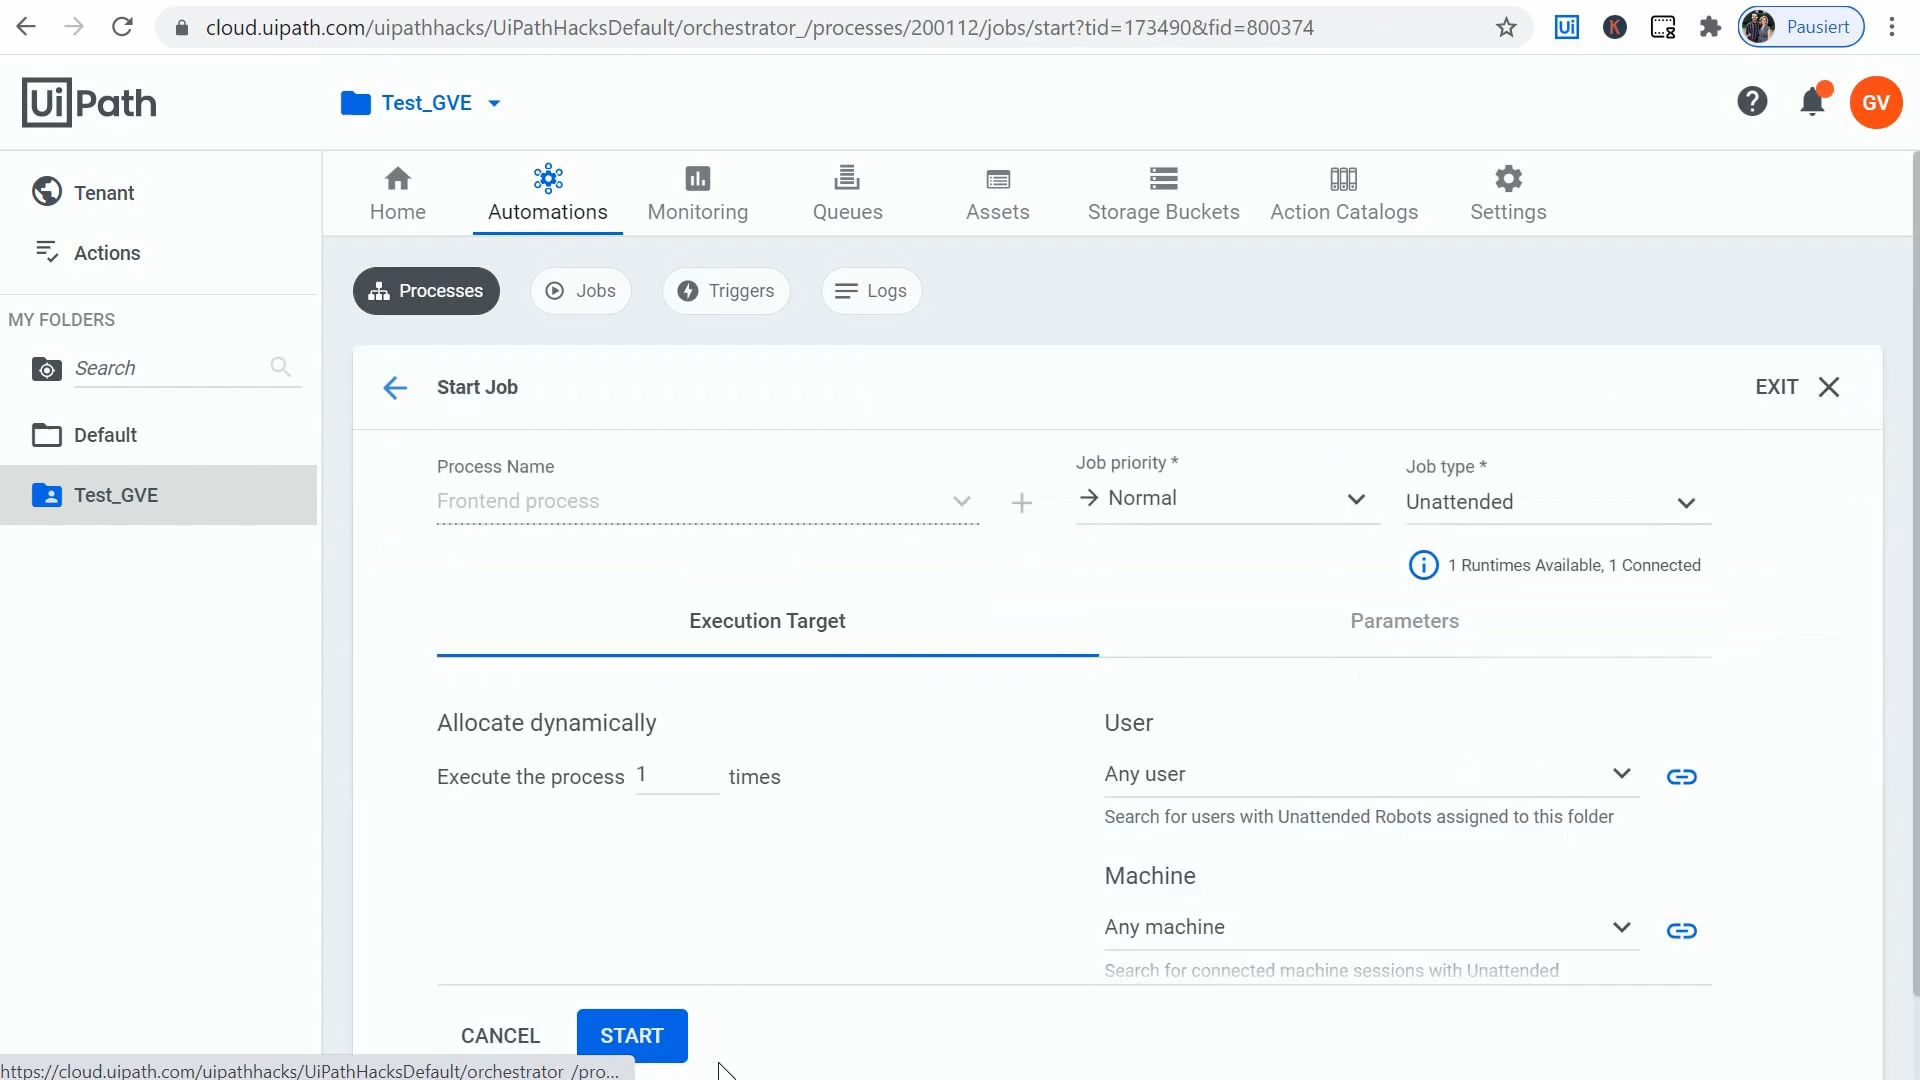 cloud.uipath.com/uipathhacks/UiPathHacksDefault/orchestrator_/processes/200112/jobs/start?tid=173490&fid=800374
Ui
K
Pausiert
UiPath
Test_GVE
GV
Tenant
Actions
MY FOLDERS
Search
Default
Test_GVE
Home
Automations
Monitoring
Queues
Assets
Storage Buckets
Action Catalogs
Settings
Processes
Jobs
Triggers
Logs
Start Job
EXIT
Process Name
Frontend process
Job priority *
Normal
Job type *
Unattended
1 Runtimes Available, 1 Connected
Execution Target
Parameters
Allocate dynamically
Execute the process 1 times
User
Any user
Search for users with Unattended Robots assigned to this folder
Machine
Any machine
Search for connected machine sessions with Unattended
CANCEL
START
https://cloud.uipath.com/uipathhacks/UiPathHacksDefault/orchestrator_/pro...